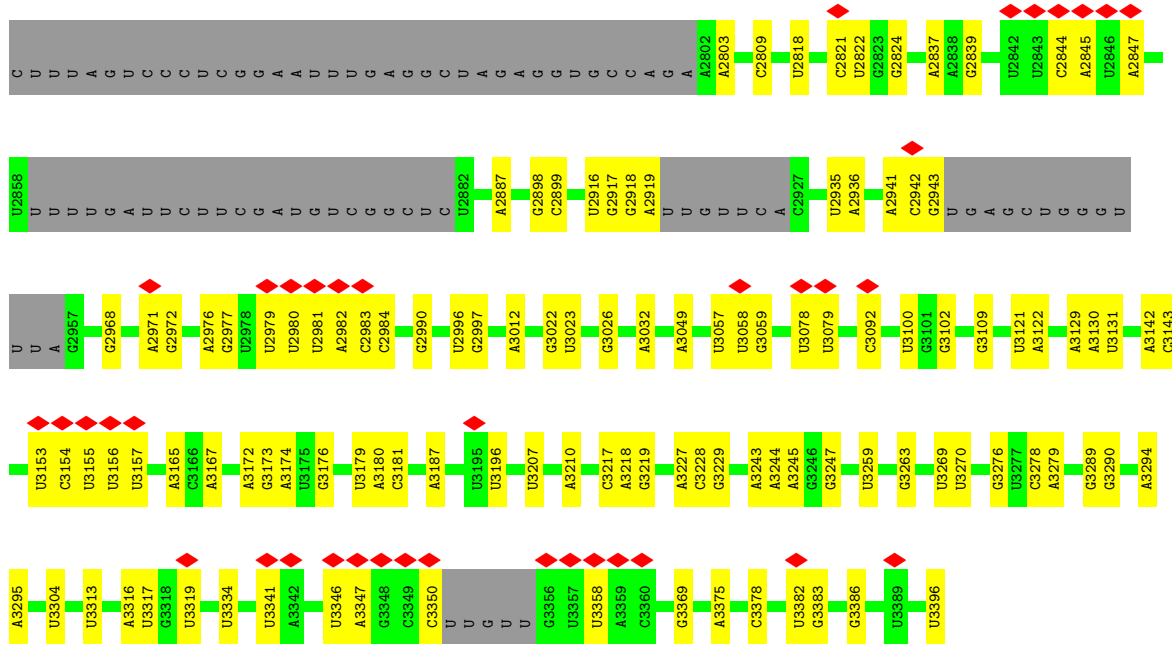 C U U U A G U C C C U C G G A A U U U G A G G C U A G A G G U G C C A G A A2802 A2803 C2809 U2818 C2821 U2822 G2823 G2824 A2837 A2838 G2839 U2842 U2843 C2844 A2845 U2846 A2847
U2858 U U U U G A U U C U U C G A U G U C G G C U C U2882 A2887 G2898 C2899 U2916 G2917 G2918 A2919 U U G U U C A C2927 U2935 A2936 A2941 C2942 G2943 U G A G C U G G G U
U U A G2957 G2968 A2971 G2972 A2976 G2977 U2978 U2979 U2980 U2981 A2982 C2983 C2984 G2990 U2996 G2997 A3012 G3022 U3023 G3026 A3032 A3049 U3057 U3058 G3059 U3078 U3079 C3092 U3100 G3101 G3102 G3109 U3121 A3122 A3129 A3130 U3131 A3142 C3143
U3153 C3154 U3155 U3156 U3157 A3165 C3166 A3167 A3172 G3173 A3174 U3175 G3176 U3179 A3180 C3181 A3187 U3195 U3196 U3207 A3210 C3217 A3218 G3219 A3227 C3228 G3229 A3243 A3244 A3245 G3246 G3247 U3259 G3263 U3269 U3270 G3276 U3277 C3278 A3279 G3289 G3290 A3294
A3295 U3304 U3313 A3316 U3317 G3318 U3319 U3334 U3341 A3342 U3346 A3347 G3348 C3349 C3350 U U G U U G3356 U3357 U3358 A3359 C3360 G3369 A3375 C3378 U3382 G3383 G3386 U3389 U3396